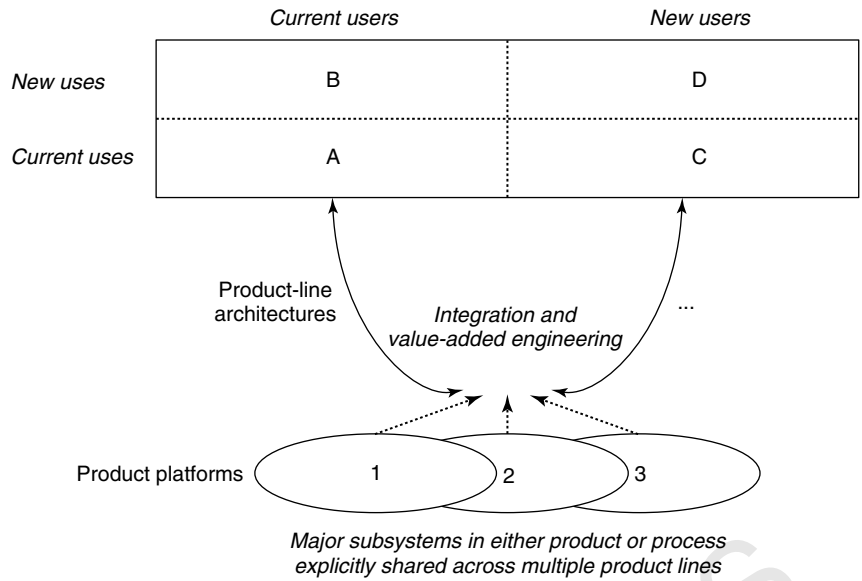 Current users
New users
New uses
B
D
Current uses
A
C
Product-line
architectures
Integration and
value-added engineering
...
Product platforms
1
2
3
Major subsystems in either product or process
explicitly shared across multiple product lines